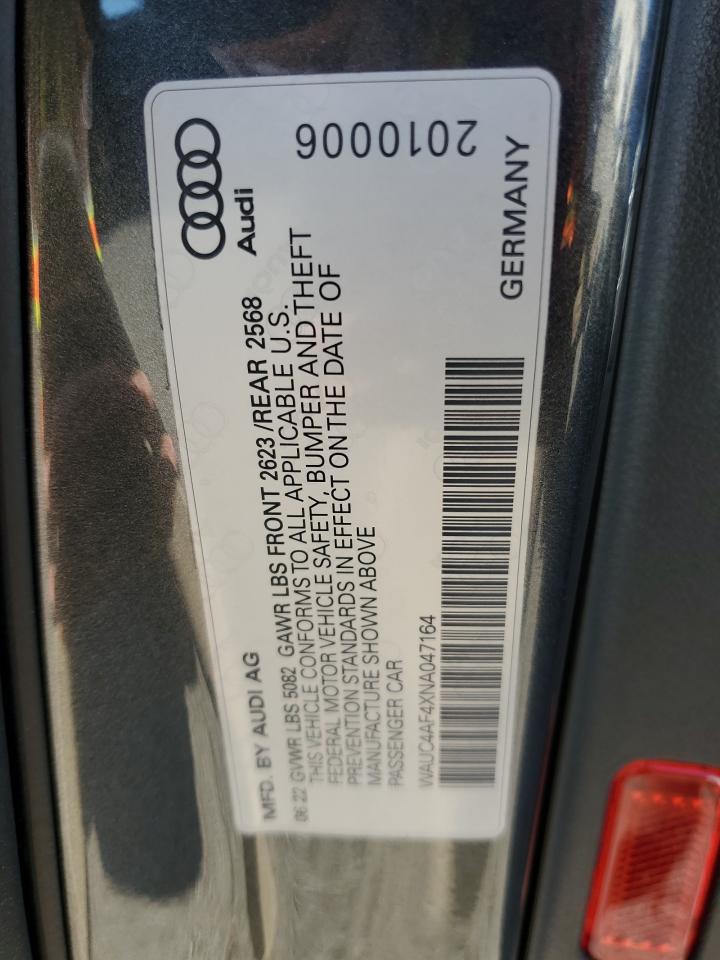 MFD. BY AUDI AG
06 22 GVWR LBS 5082 GAWR LBS FRONT 2623 /REAR 2568
THIS VEHICLE CONFORMS TO ALL APPLICABLE U.S.
FEDERAL MOTOR VEHICLE SAFETY, BUMPER AND THEFT
PREVENTION STANDARDS IN EFFECT ON THE DATE OF
MANUFACTURE SHOWN ABOVE
PASSENGER CAR
WAUC4AF4XNA047164
Audi
2010006
GERMANY